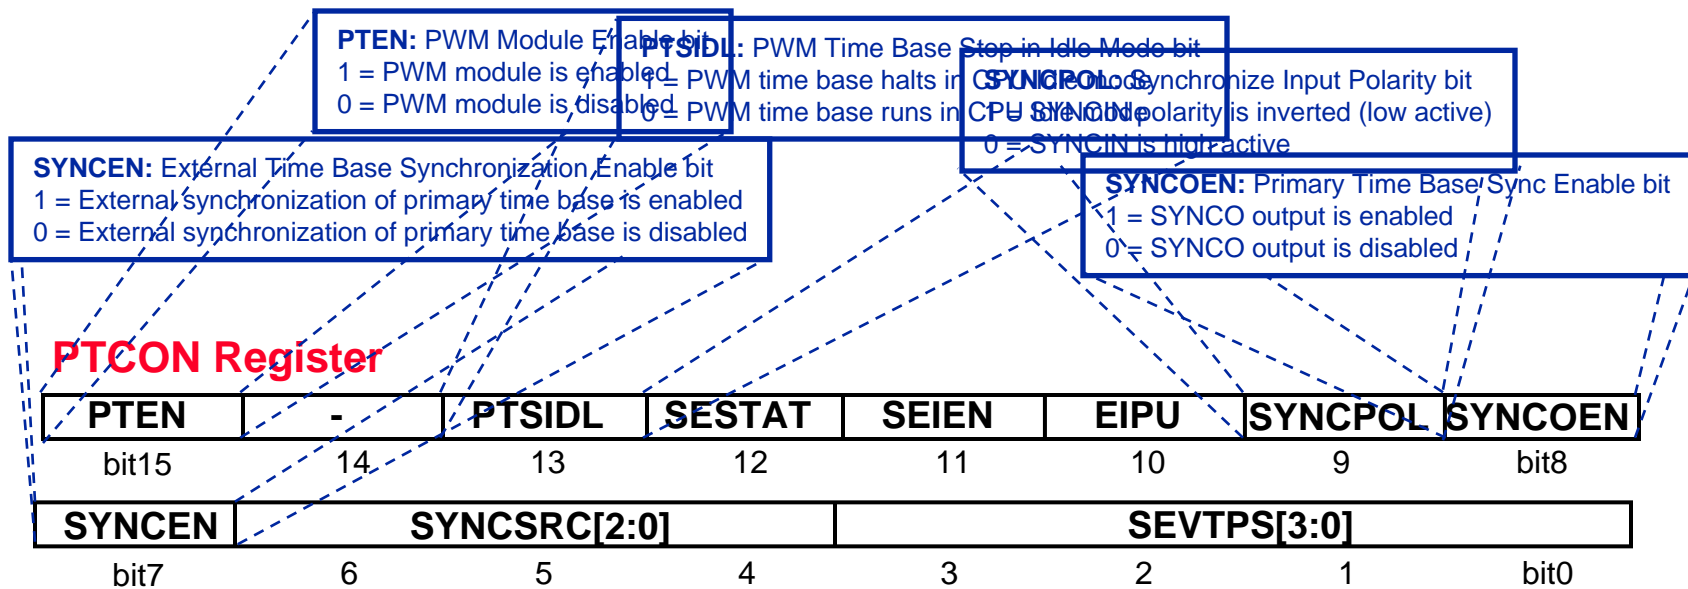 PTEN: PWM Module Enable bit
1 = PWM module is enabled
0 = PWM module is disabled
PTSIDL: PWM Time Base Stop in Idle Mode bit
1 = PWM time base halts in CPU Idle mode
0 = PWM time base runs in CPU Idle mode
SYNCPOL: Synchronize Input Polarity bit
1 = SYNCIN polarity is inverted (low active)
0 = SYNCIN is high active
SYNCEN: External Time Base Synchronization Enable bit
1 = External synchronization of primary time base is enabled
0 = External synchronization of primary time base is disabled
SYNCOEN: Primary Time Base Sync Enable bit
1 = SYNCO output is enabled
0 = SYNCO output is disabled
PTCON Register
PTEN - PTSIDL SESTAT SEIEN EIPU SYNCPOL SYNCOEN
bit15 14 13 12 11 10 9 bit8
SYNCEN SYNCSRC[2:0] SEVTPS[3:0]
bit7 6 5 4 3 2 1 bit0